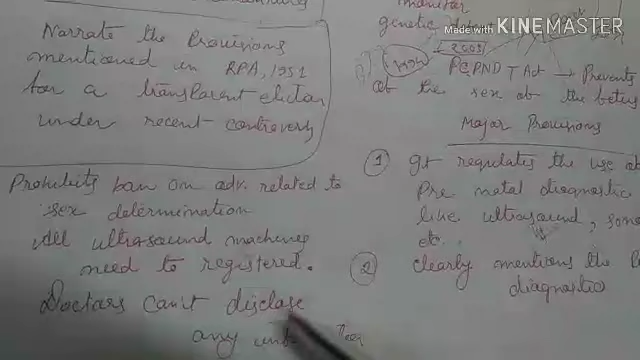 Narrate the Provisions
mentioned in RPA, 1951
for a transparent election
under recent controversy
Prohibits ban on adv. related to
sex determination
All ultrasound machines
need to registered.
Doctors can't disclose
any
genetic
Made with KINEMASTER
2003
PCPNDT Act → Prevents
of the sex of the fetus
Major Provisions
① It regulates the use of
Pre natal diagnostic
like ultrasound,
etc.
② clearly mentions the
diagnostic